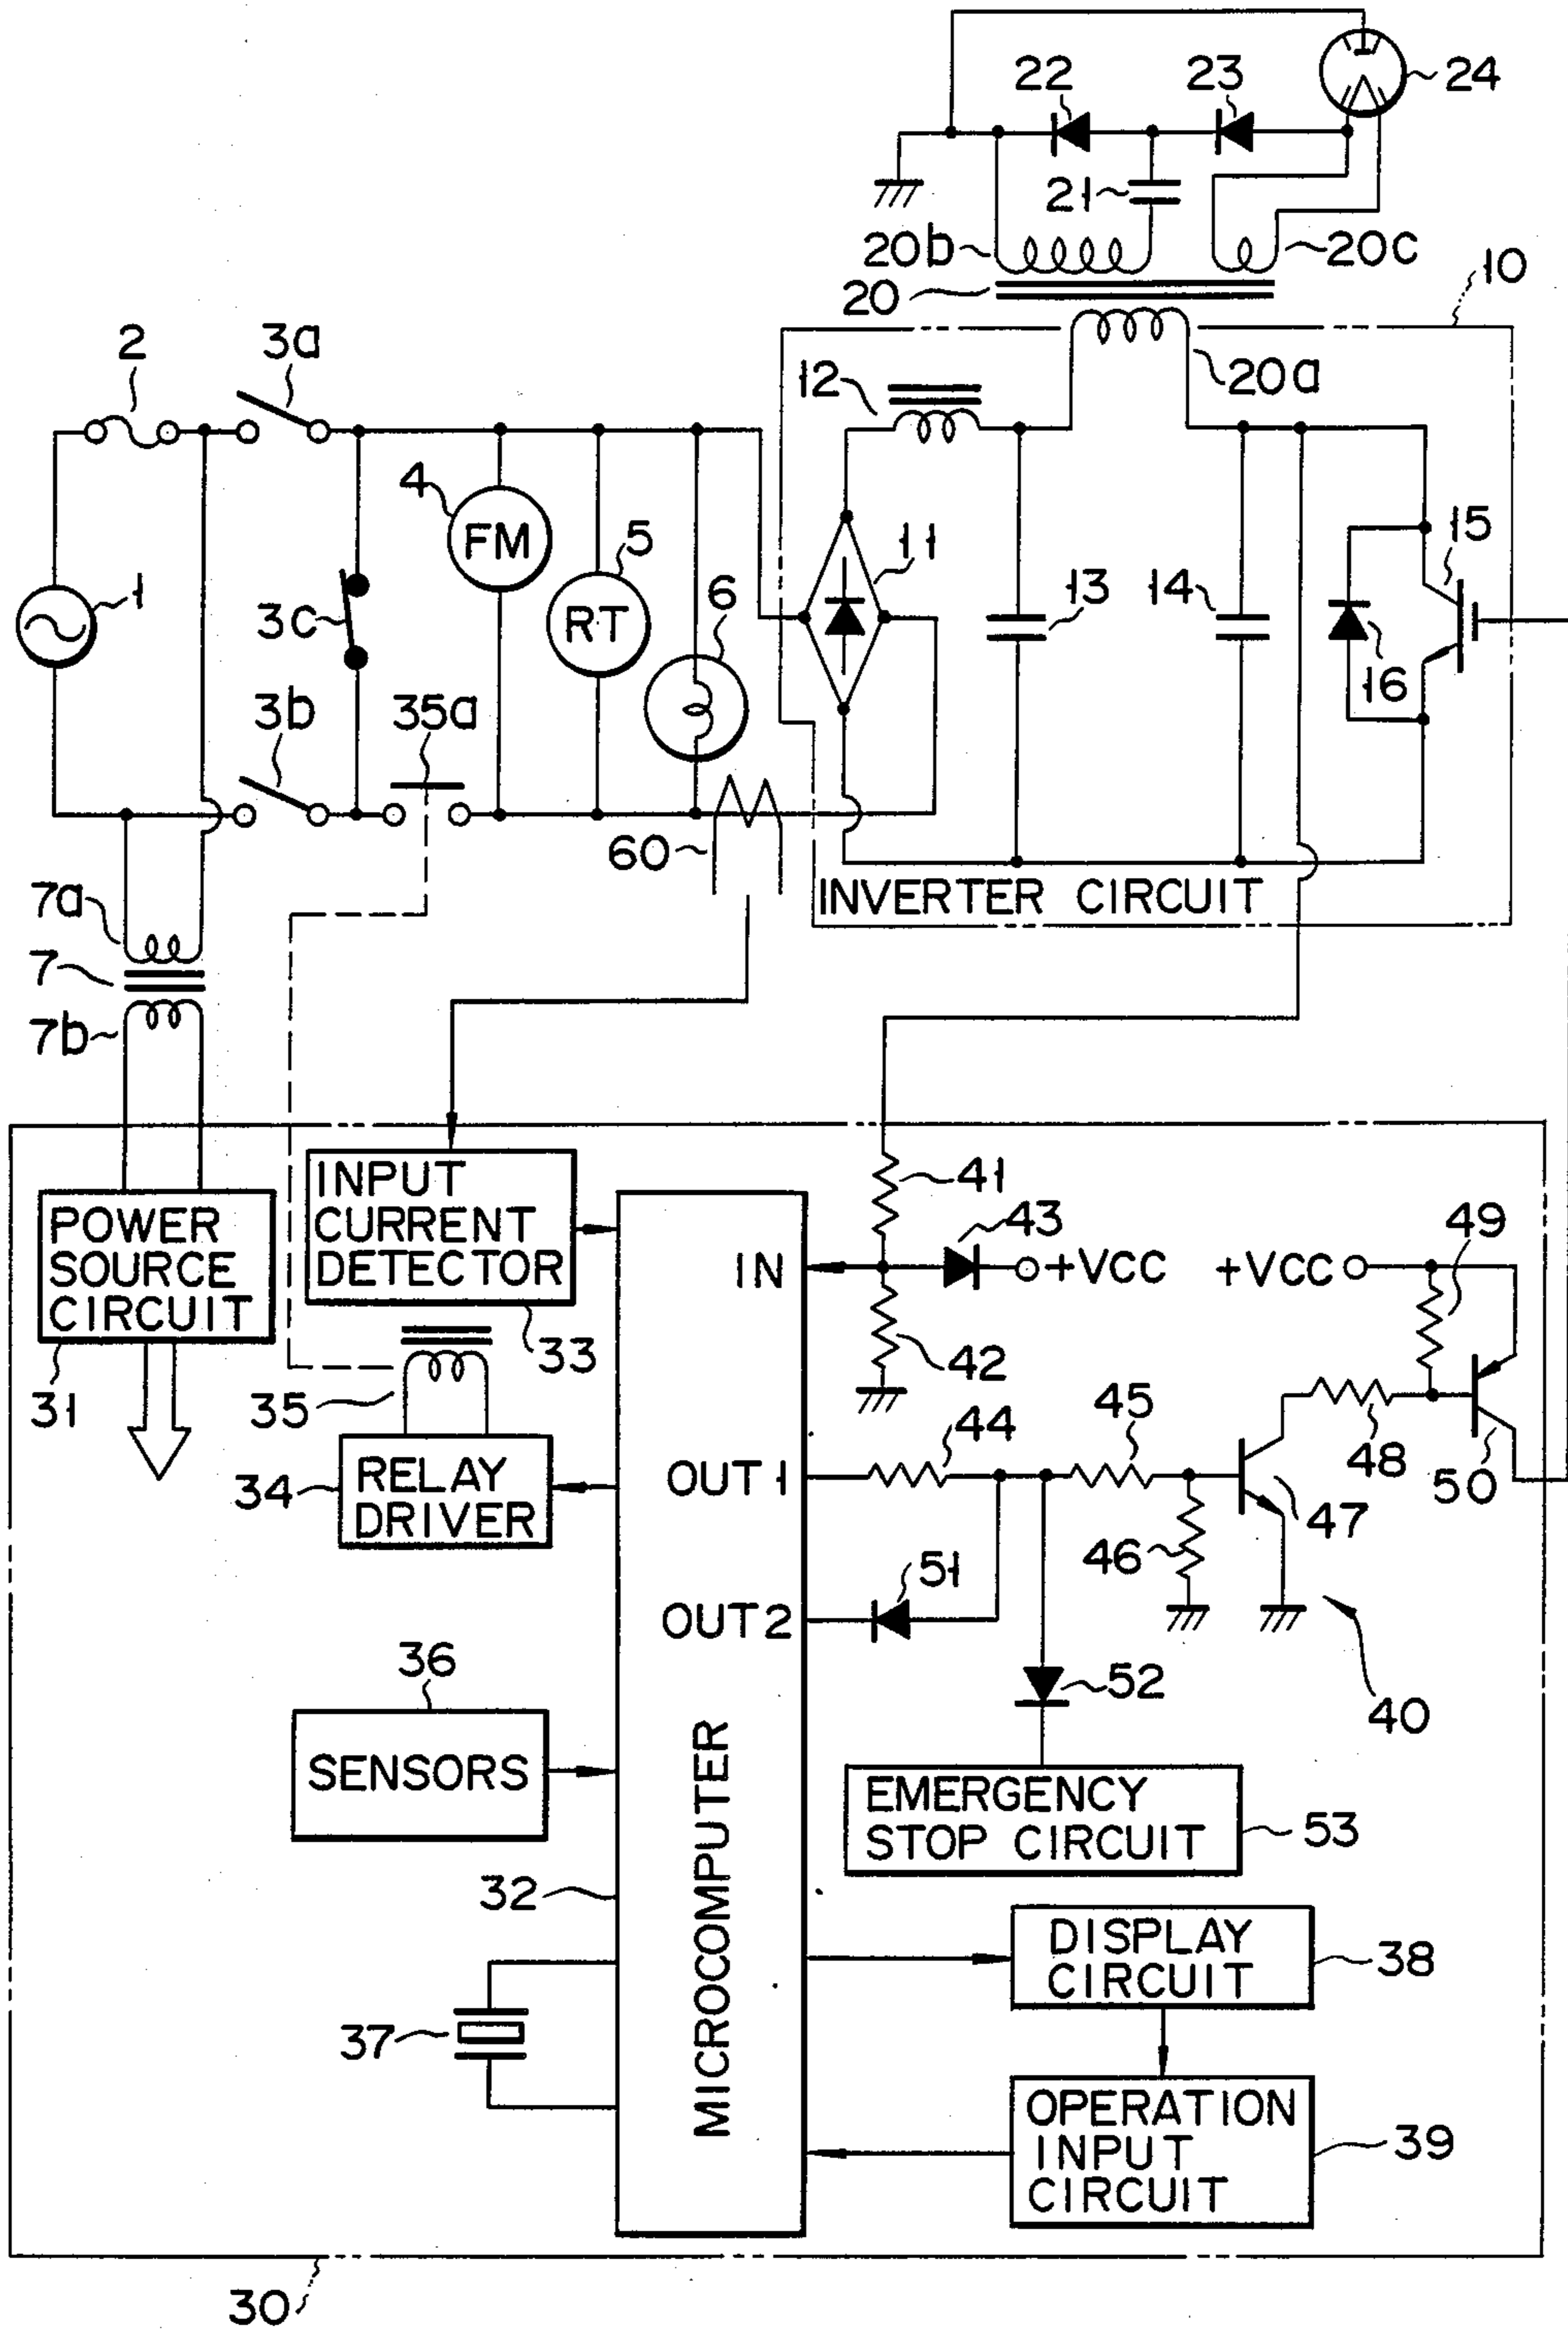 22
23
24
21
20b
20c
20
10
2
3a
12
20a
4
FM
5
11
15
1
3c
RT
6
13
14
16
3b
35a
60
INVERTER CIRCUIT
7a
7
7b
INPUT
CURRENT
DETECTOR
33
POWER
SOURCE
CIRCUIT
31
41
43
49
IN
+VCC
+VCC
42
35
44
45
48
50
34
RELAY
DRIVER
OUT1
47
46
51
OUT2
36
52
40
SENSORS
MICROCOMPUTER
EMERGENCY
STOP CIRCUIT
53
32
DISPLAY
CIRCUIT
38
37
OPERATION
INPUT
CIRCUIT
39
30